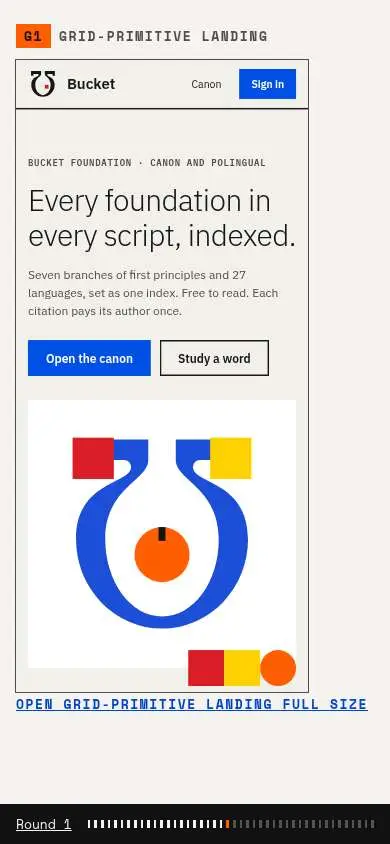 G1 GRID-PRIMITIVE LANDING
Bucket Canon Sign in
BUCKET FOUNDATION · CANON AND POLINGUAL
Every foundation in
every script, indexed.
Seven branches of first principles and 27
languages, set as one index. Free to read. Each
citation pays its author once.
Open the canon Study a word
OPEN GRID-PRIMITIVE LANDING FULL SIZE
Round 1